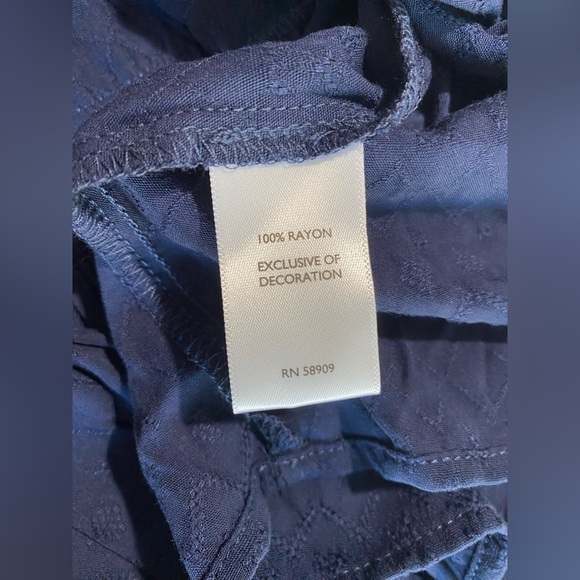 100% RAYON
EXCLUSIVE OF
DECORATION
RN 58909